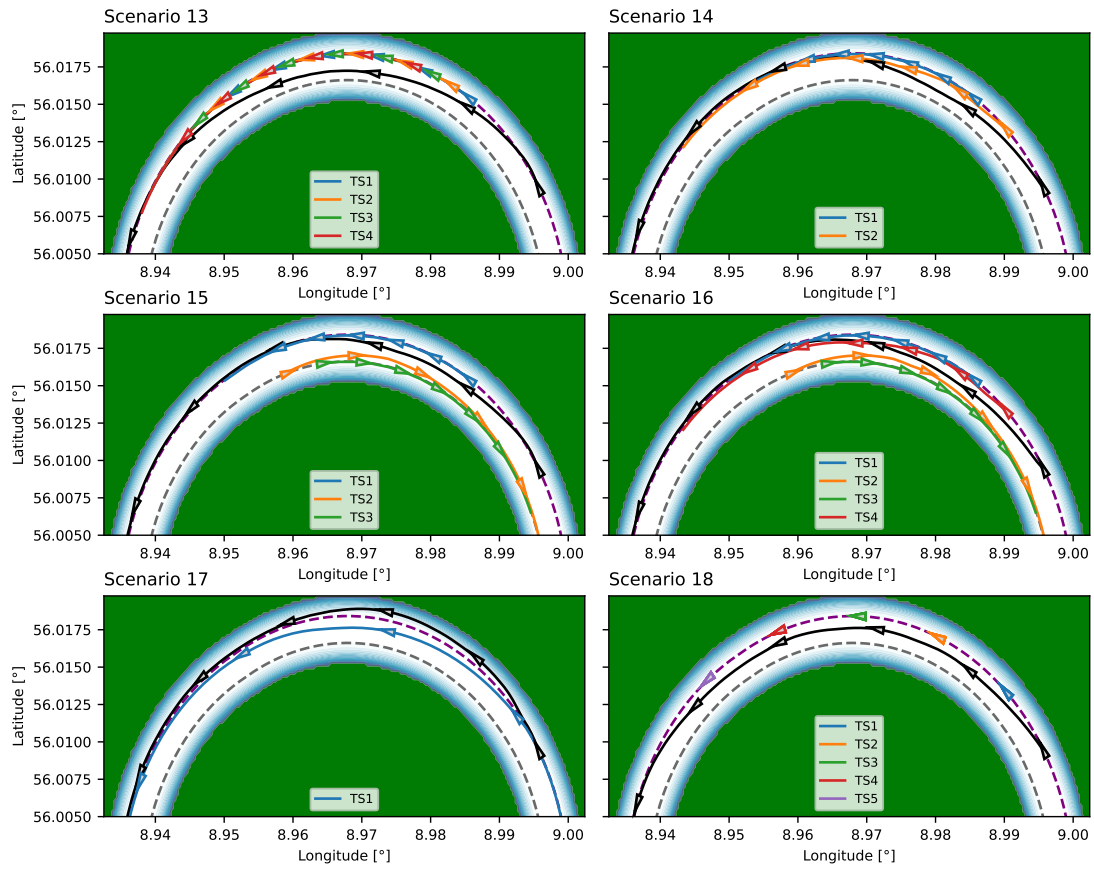 Scenario 13
Scenario 14
Latitude [°]
56.0175
56.0150
56.0125
56.0100
56.0075
56.0050
TS1
TS2
TS3
TS4
TS1
TS2
8.94 8.95 8.96 8.97 8.98 8.99 9.00
8.94 8.95 8.96 8.97 8.98 8.99 9.00
Longitude [°]
Longitude [°]
Scenario 15
Scenario 16
Latitude [°]
56.0175
56.0150
56.0125
56.0100
56.0075
56.0050
TS1
TS2
TS3
TS1
TS2
TS3
TS4
8.94 8.95 8.96 8.97 8.98 8.99 9.00
8.94 8.95 8.96 8.97 8.98 8.99 9.00
Longitude [°]
Longitude [°]
Scenario 17
Scenario 18
Latitude [°]
56.0175
56.0150
56.0125
56.0100
56.0075
56.0050
TS1
TS1
TS2
TS3
TS4
TS5
8.94 8.95 8.96 8.97 8.98 8.99 9.00
8.94 8.95 8.96 8.97 8.98 8.99 9.00
Longitude [°]
Longitude [°]